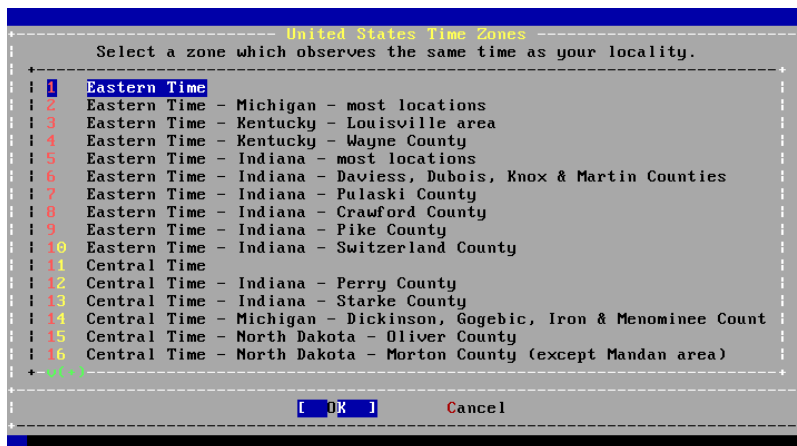 United States Time Zones
Select a zone which observes the same time as your locality.
1 Eastern Time
2 Eastern Time - Michigan - most locations
3 Eastern Time - Kentucky - Louisville area
4 Eastern Time - Kentucky - Wayne County
5 Eastern Time - Indiana - most locations
6 Eastern Time - Indiana - Daviess, Dubois, Knox & Martin Counties
7 Eastern Time - Indiana - Pulaski County
8 Eastern Time - Indiana - Crawford County
9 Eastern Time - Indiana - Pike County
10 Eastern Time - Indiana - Switzerland County
11 Central Time
12 Central Time - Indiana - Perry County
13 Central Time - Indiana - Starke County
14 Central Time - Michigan - Dickinson, Gogebic, Iron & Menominee Count
15 Central Time - North Dakota - Oliver County
16 Central Time - North Dakota - Morton County (except Mandan area)
v(+)
[ OK ] Cancel